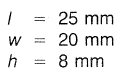 l = 25 mm
w = 20 mm
h = 8 mm